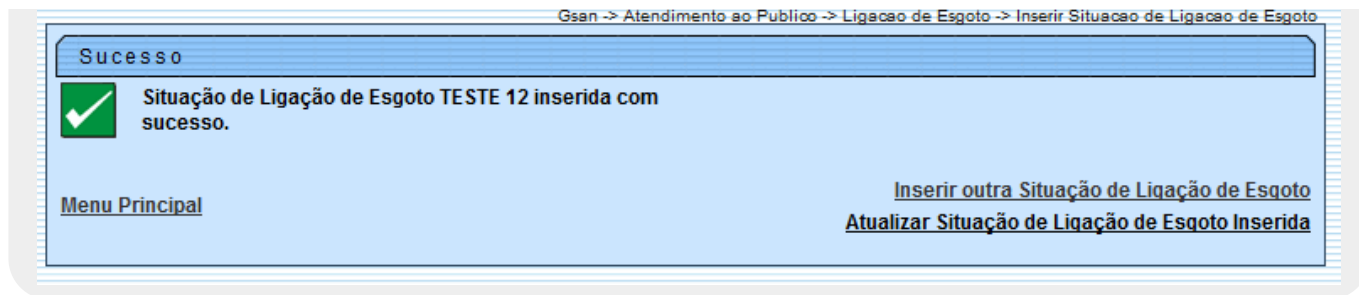 Gsan -> Atendimento ao Publico -> Ligacao de Esgoto -> Inserir Situacao de Ligacao de Esgoto
Sucesso
Situação de Ligação de Esgoto TESTE 12 inserida com
sucesso.
Inserir outra Situação de Ligação de Esgoto
Menu Principal
Atualizar Situação de Ligação de Esgoto Inserida